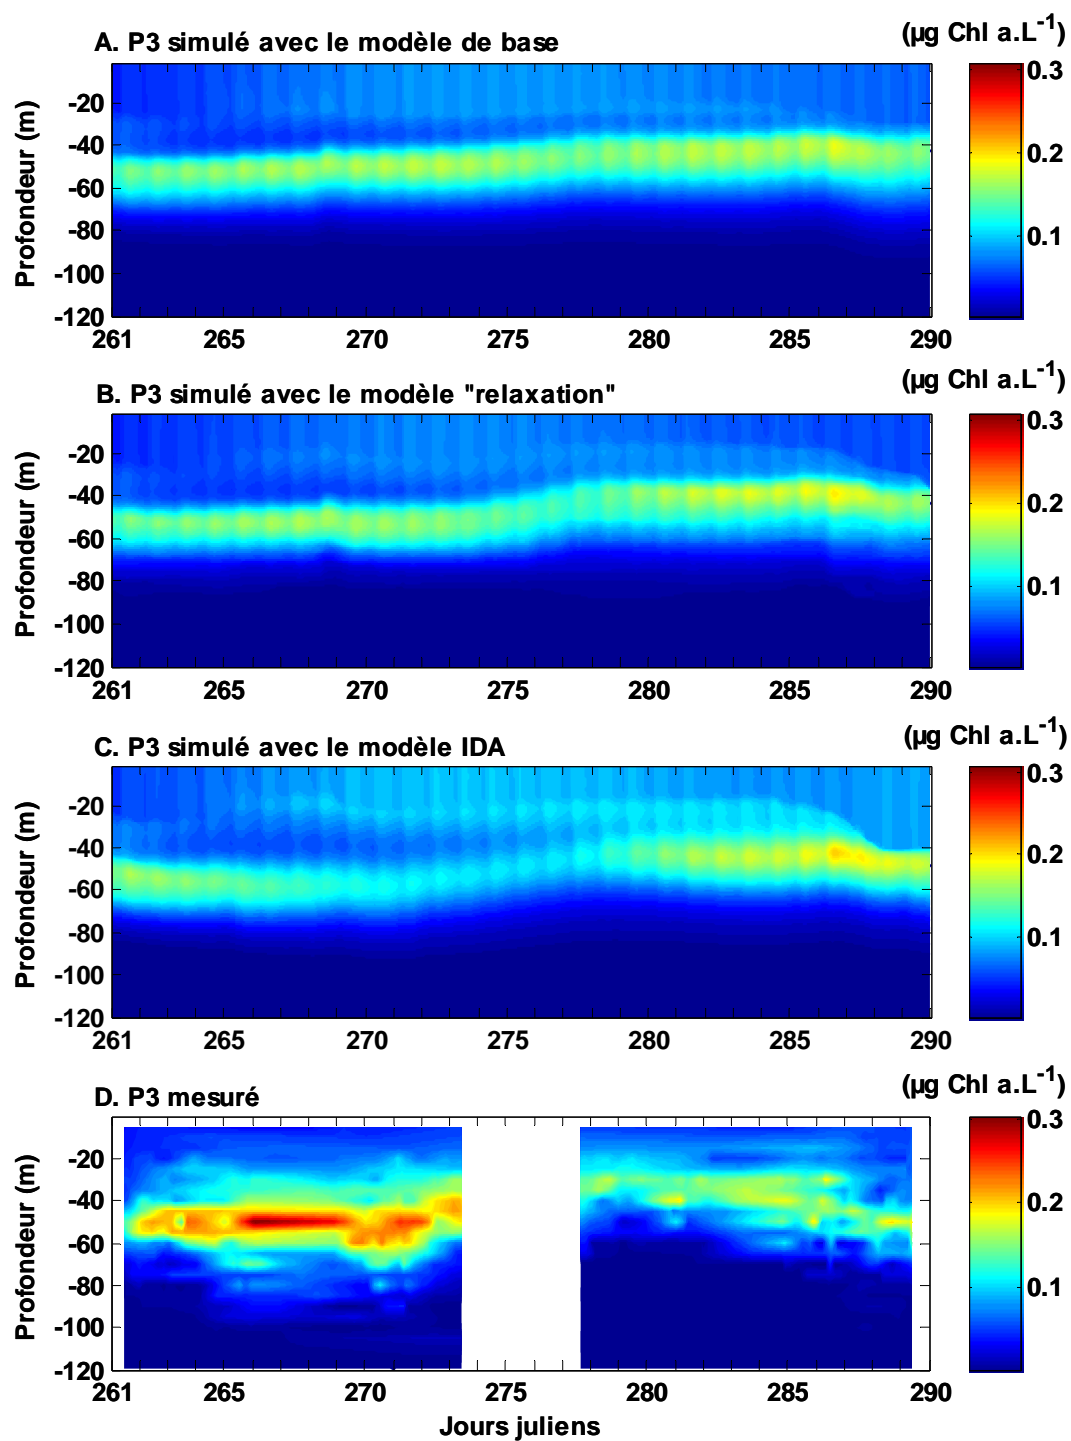 A. P3 simulé avec le modèle de base
(µg Chl a.L-1)
Profondeur (m)
-20
-40
-60
-80
-100
-120
261 265 270 275 280 285 290
0.3
0.2
0.1
B. P3 simulé avec le modèle "relaxation"
(µg Chl a.L-1)
Profondeur (m)
-20
-40
-60
-80
-100
-120
261 265 270 275 280 285 290
0.3
0.2
0.1
C. P3 simulé avec le modèle IDA
(µg Chl a.L-1)
Profondeur (m)
-20
-40
-60
-80
-100
-120
261 265 270 275 280 285 290
0.3
0.2
0.1
D. P3 mesuré
(µg Chl a.L-1)
Profondeur (m)
-20
-40
-60
-80
-100
-120
261 265 270 275 280 285 290
0.3
0.2
0.1
Jours juliens